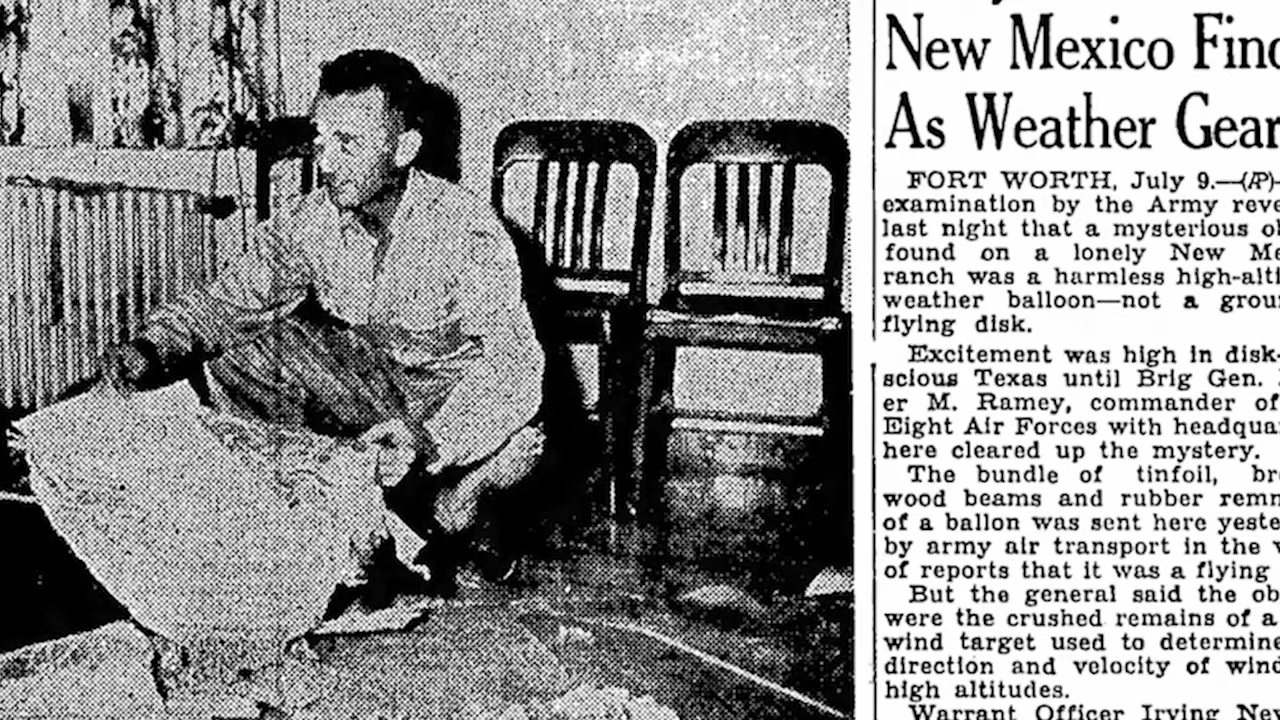 New Mexico Find
As Weather Gear
FORT WORTH, July 9.—(AP)—
examination by the Army reve
last night that a mysterious ob
found on a lonely New Me
ranch was a harmless high-alti
weather balloon—not a groun
flying disk.
Excitement was high in disk-
scious Texas until Brig Gen.
er M. Ramey, commander of
Eight Air Forces with headquar
here cleared up the mystery.
The bundle of tinfoil, bro
wood beams and rubber remn
of a ballon was sent here yeste
by army air transport in the w
of reports that it was a flying
But the general said the ob
were the crushed remains of a
wind target used to determine
direction and velocity of wind
high altitudes.
Warrant Officer Irving New